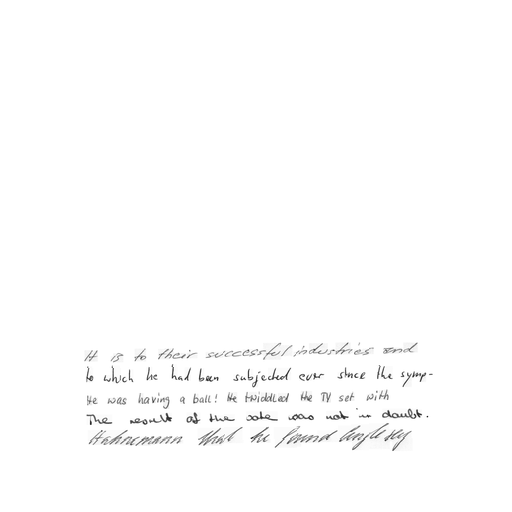 It is to their successful industries and
to which he had been subjected ever since the symp-
He was having a ball! He twiddled the TV set with
The result of the vote was not in doubt.
Hahnemann that he found Anglesey